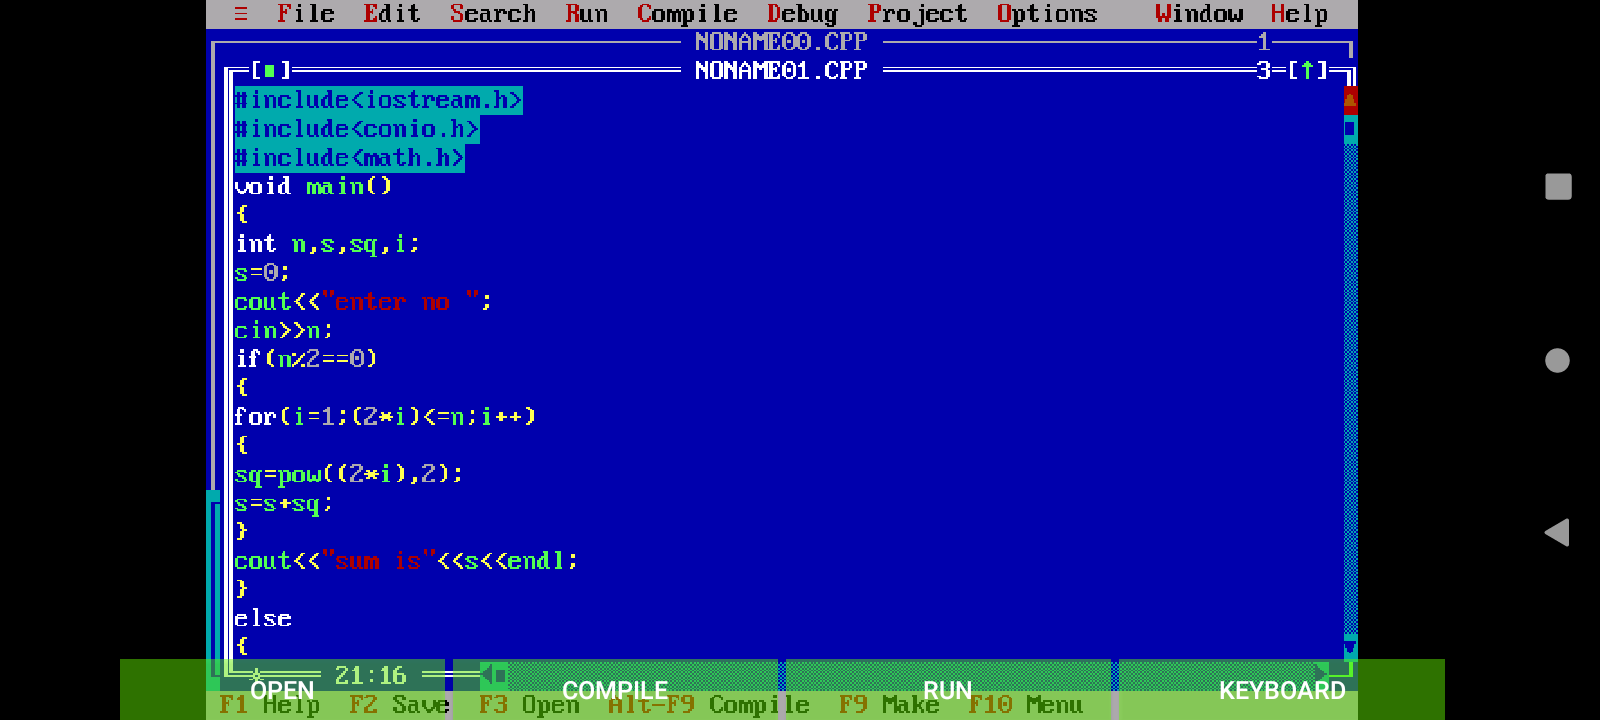 ≡ File Edit Search Run Compile Debug Project Options Window Help
NONAME00.CPP 1
[■] NONAME01.CPP 3=[↑]
#include<iostream.h>
#include<conio.h>
#include<math.h>
void main()
{
int n,s,sq,i;
s=0;
cout<<"enter no ";
cin>>n;
if(n%2==0)
{
for(i=1;(2*i)<=n;i++)
{
sq=pow((2*i),2);
s=s+sq;
}
cout<<"sum is"<<s<<endl;
}
else
{
21:16
OPEN COMPILE RUN KEYBOARD
F1 Help F2 Save F3 Open Alt-F9 Compile F9 Make F10 Menu